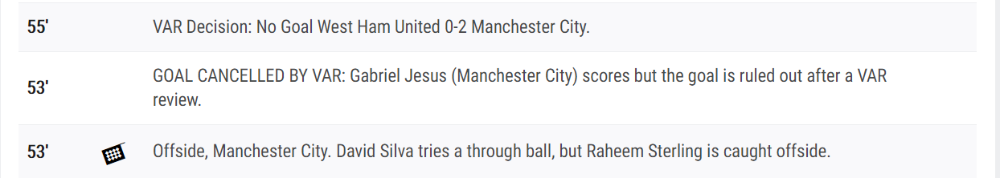 55'
VAR Decision: No Goal West Ham United 0-2 Manchester City.
53'
GOAL CANCELLED BY VAR: Gabriel Jesus (Manchester City) scores but the goal is ruled out after a VAR
review.
53'
Offside, Manchester City. David Silva tries a through ball, but Raheem Sterling is caught offside.